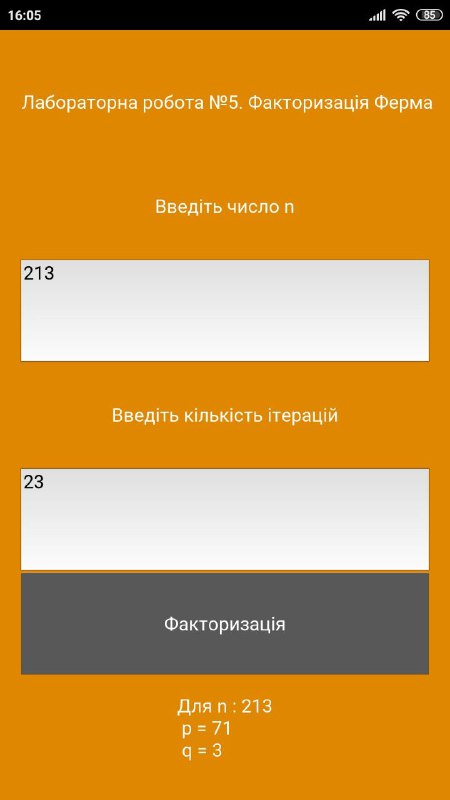 16:05
85
Лабораторна робота №5. Факторизація Ферма
Введіть число n
213
Введіть кількість ітерацій
23
Факторизація
Для n : 213
p = 71
q = 3